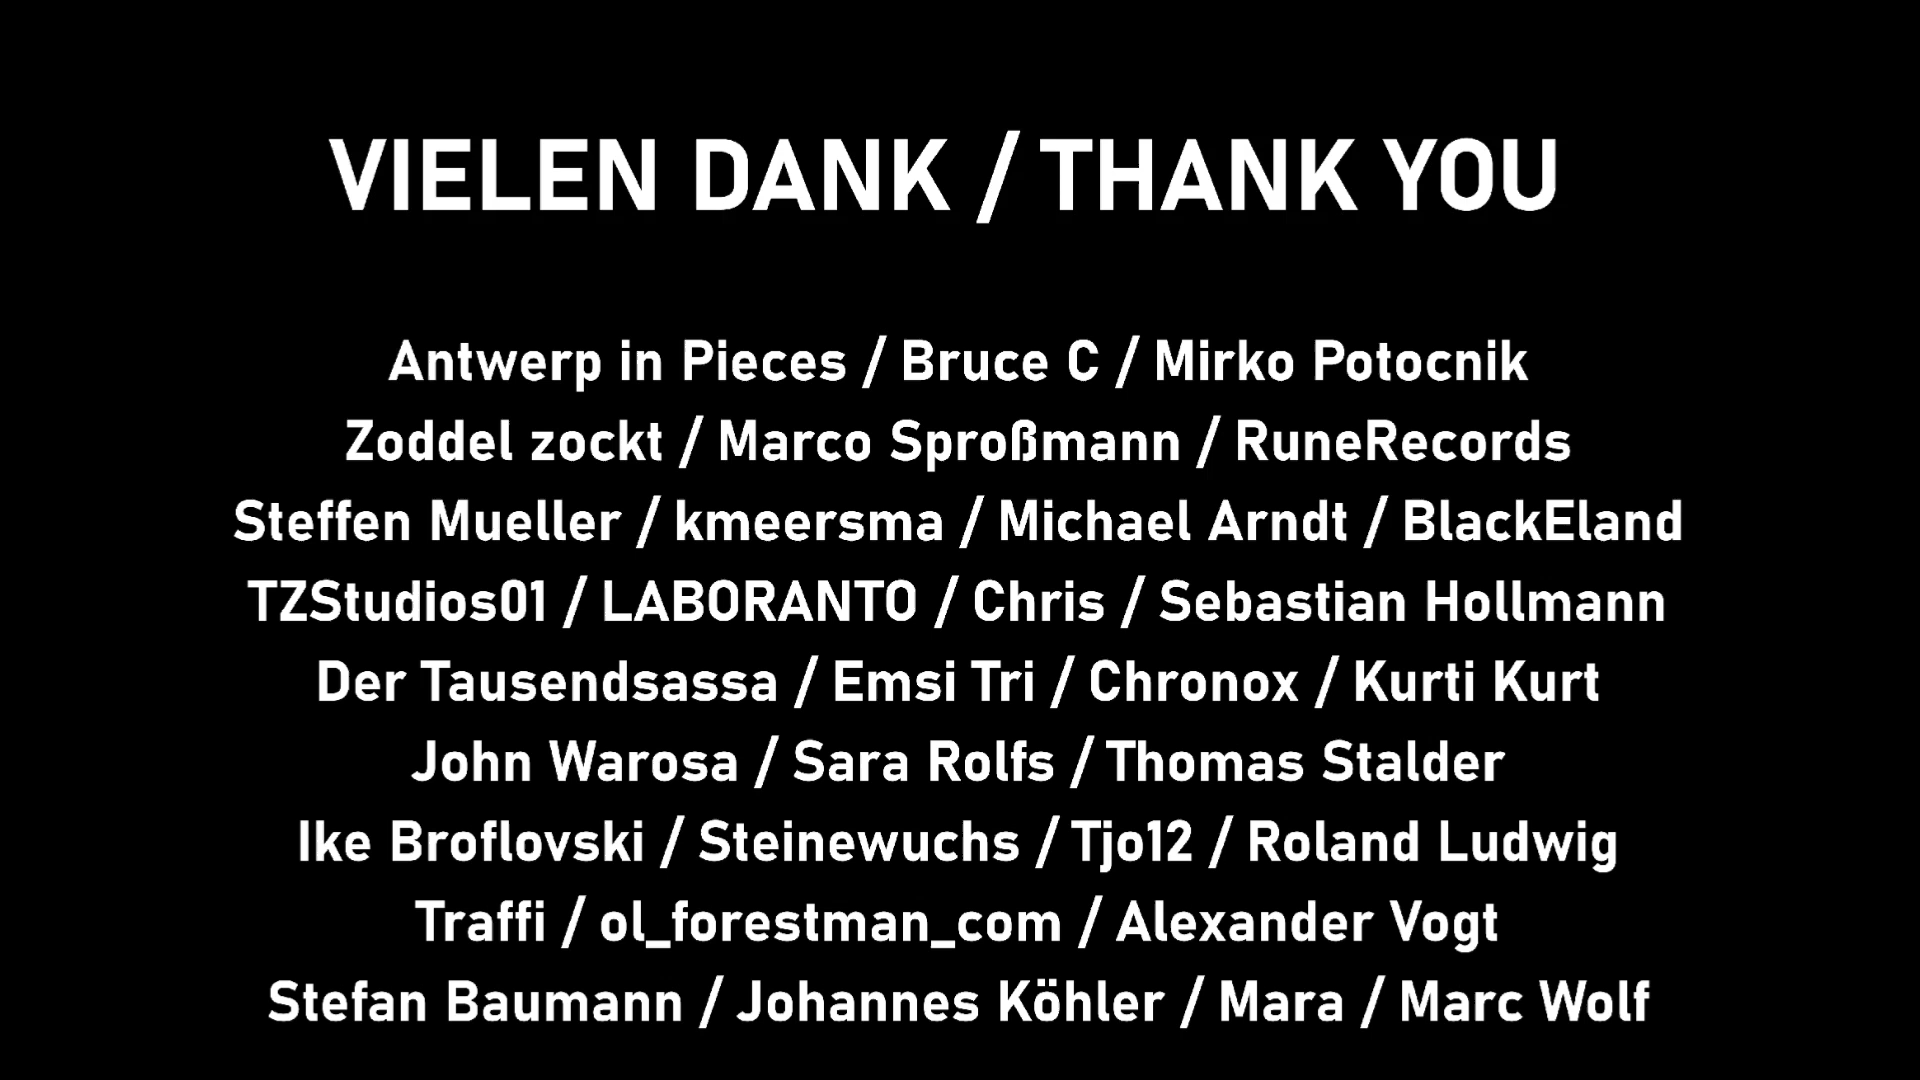 VIELEN DANK / THANK YOU
Antwerp in Pieces / Bruce C / Mirko Potocnik
Zoddel zockt / Marco Sproßmann / RuneRecords
Steffen Mueller / kmeersma / Michael Arndt / BlackEland
TZStudios01 / LABORANTO / Chris / Sebastian Hollmann
Der Tausendsassa / Emsi Tri / Chronox / Kurti Kurt
John Warosa / Sara Rolfs / Thomas Stalder
Ike Broflovski / Steinewuchs / Tjo12 / Roland Ludwig
Traffi / ol_forestman_com / Alexander Vogt
Stefan Baumann / Johannes Köhler / Mara / Marc Wolf